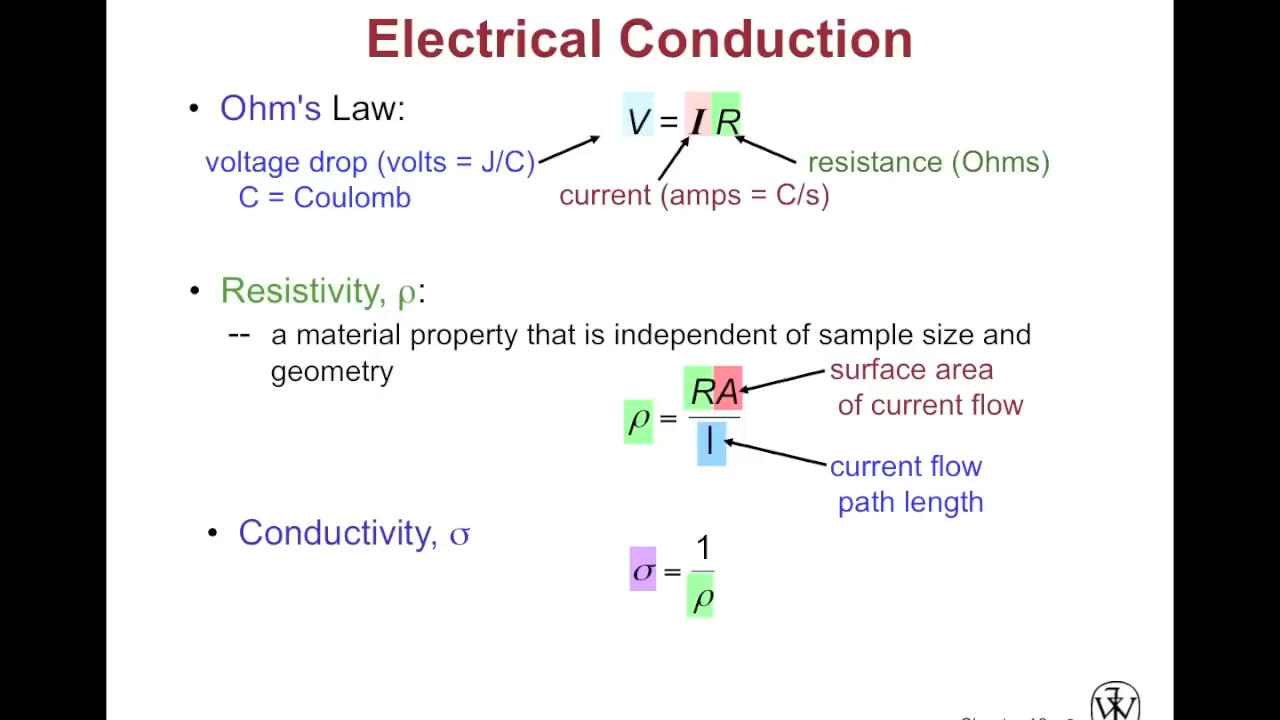 Electrical Conduction
• Ohm's Law:
V = I R
voltage drop (volts = J/C)
C = Coulomb
current (amps = C/s)
resistance (Ohms)
• Resistivity, ρ:
-- a material property that is independent of sample size and
geometry
ρ = RA / l
surface area
of current flow
current flow
path length
• Conductivity, σ
σ = 1 / ρ